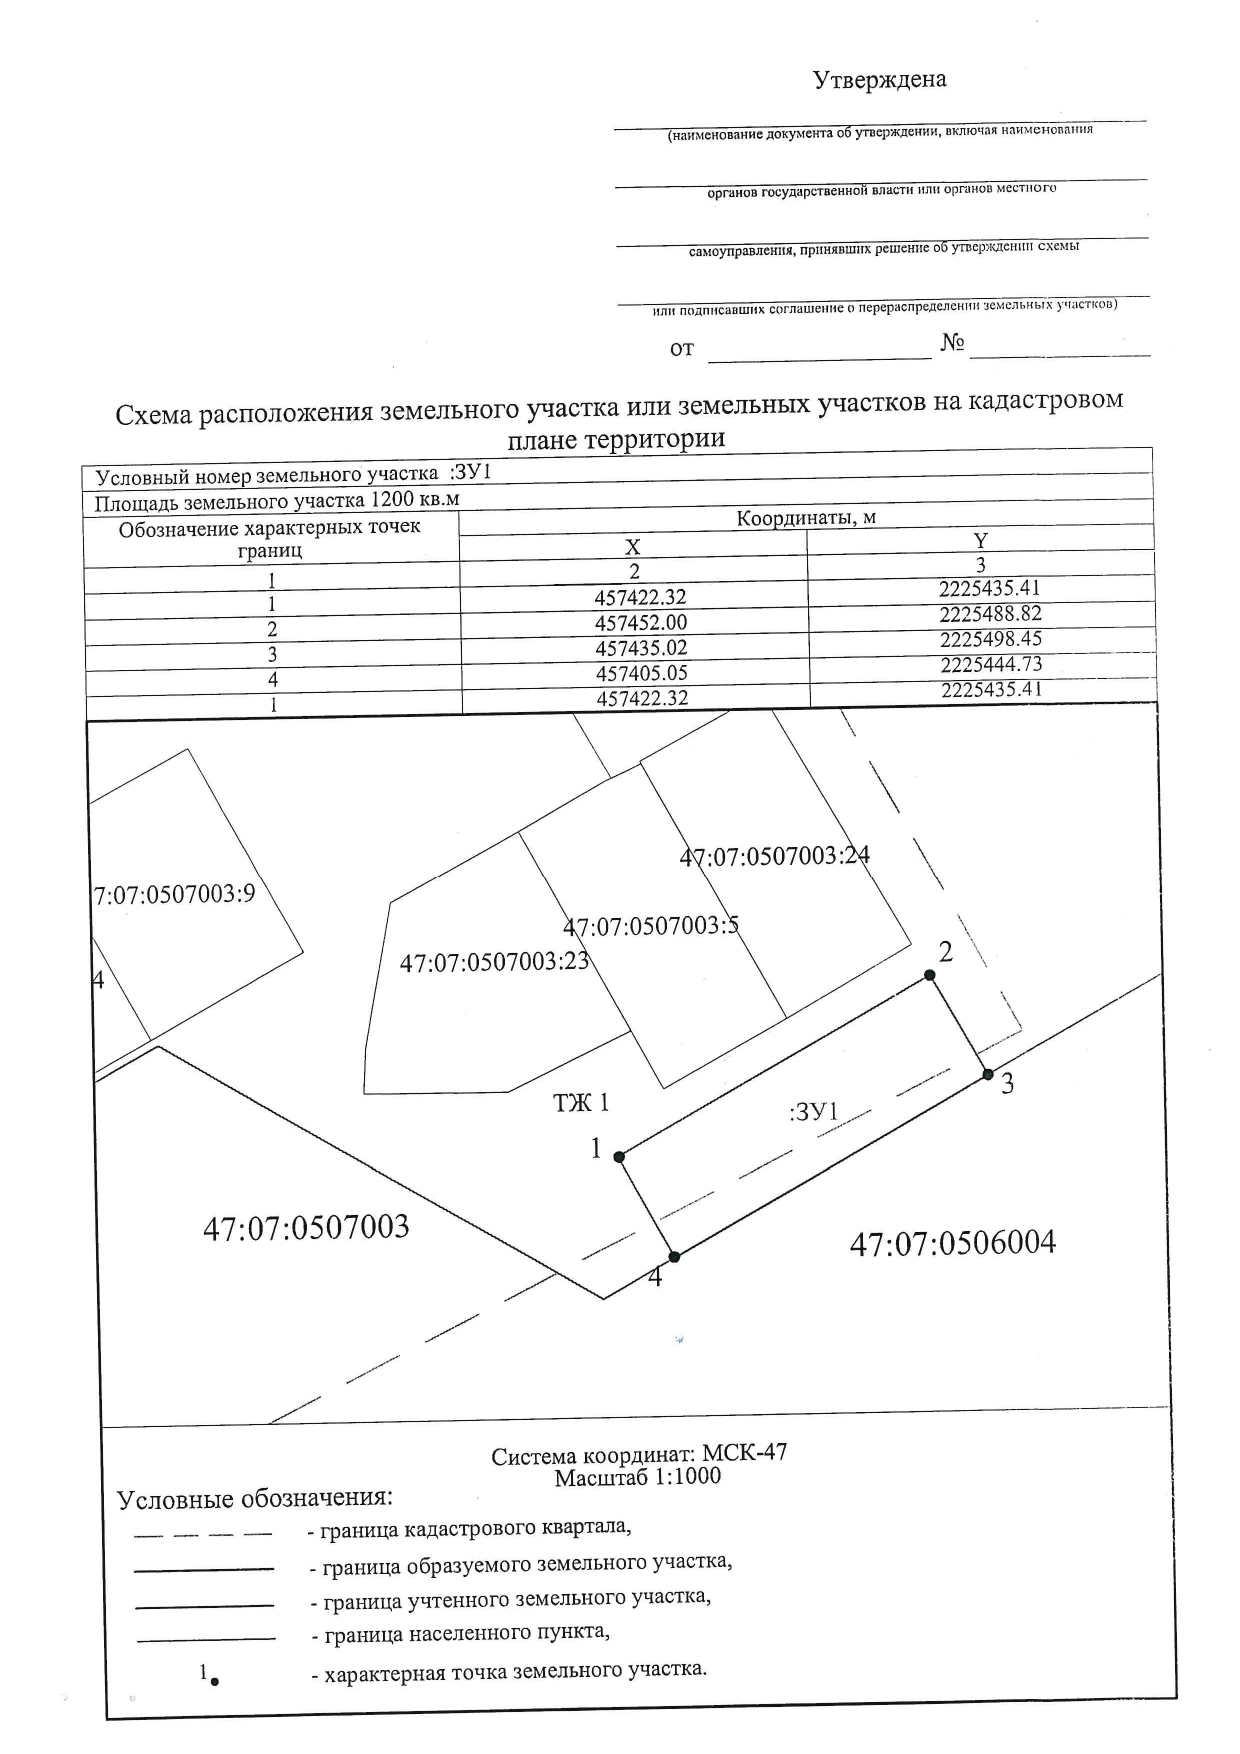 Утверждена
(наименование документа об утверждении, включая наименования
органов государственной власти или органов местного
самоуправления, принявших решение об утверждении схемы
или подписавших соглашение о перераспределении земельных участков)
от № 
Схема расположения земельного участка или земельных участков на кадастровом
плане территории
Условный номер земельного участка :ЗУ1
Площадь земельного участка 1200 кв.м
Обозначение характерных точек границ Координаты, м
X Y
1 2 3
1 457422.32 2225435.41
2 457452.00 2225488.82
3 457435.02 2225498.45
4 457405.05 2225444.73
1 457422.32 2225435.41
47:07:0507003:24
7:07:0507003:9
47:07:0507003:5
47:07:0507003:23
4
2
3
ТЖ 1
:ЗУ1
1
47:07:0507003
47:07:0506004
4
Система координат: МСК-47
Масштаб 1:1000
Условные обозначения:
- граница кадастрового квартала,
- граница образуемого земельного участка,
- граница учтенного земельного участка,
- граница населенного пункта,
1 - характерная точка земельного участка.